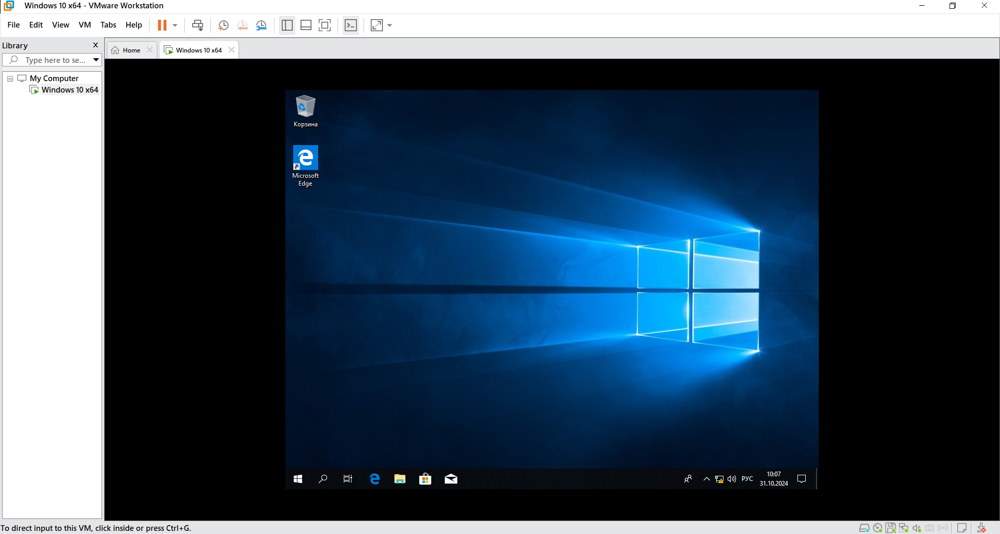 Windows 10 x64 - VMware Workstation
File Edit View VM Tabs Help
Library
Type here to se...
My Computer
Windows 10 x64
Home
Windows 10 x64
Корзина
Microsoft
Edge
РУС
10:07
31.10.2024
To direct input to this VM, click inside or press Ctrl+G.